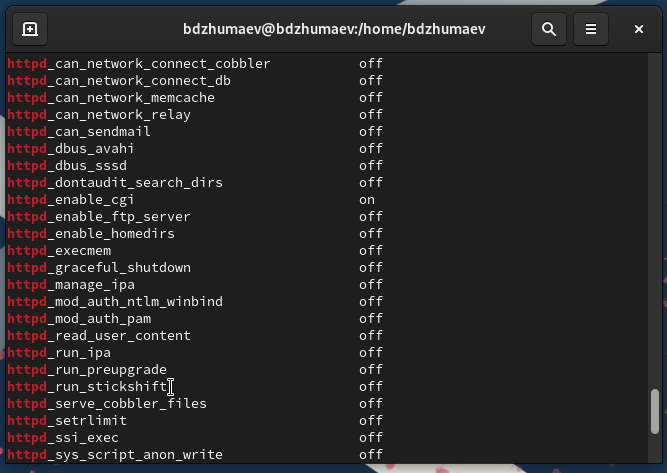 bdzhumaev@bdzhumaev:/home/bdzhumaev
httpd_can_network_connect_cobbler off
httpd_can_network_connect_db off
httpd_can_network_memcache off
httpd_can_network_relay off
httpd_can_sendmail off
httpd_dbus_avahi off
httpd_dbus_sssd off
httpd_dontaudit_search_dirs off
httpd_enable_cgi on
httpd_enable_ftp_server off
httpd_enable_homedirs off
httpd_execmem off
httpd_graceful_shutdown off
httpd_manage_ipa off
httpd_mod_auth_ntlm_winbind off
httpd_mod_auth_pam off
httpd_read_user_content off
httpd_run_ipa off
httpd_run_preupgrade off
httpd_run_stickshift off
httpd_serve_cobbler_files off
httpd_setrlimit off
httpd_ssi_exec off
httpd_sys_script_anon_write off